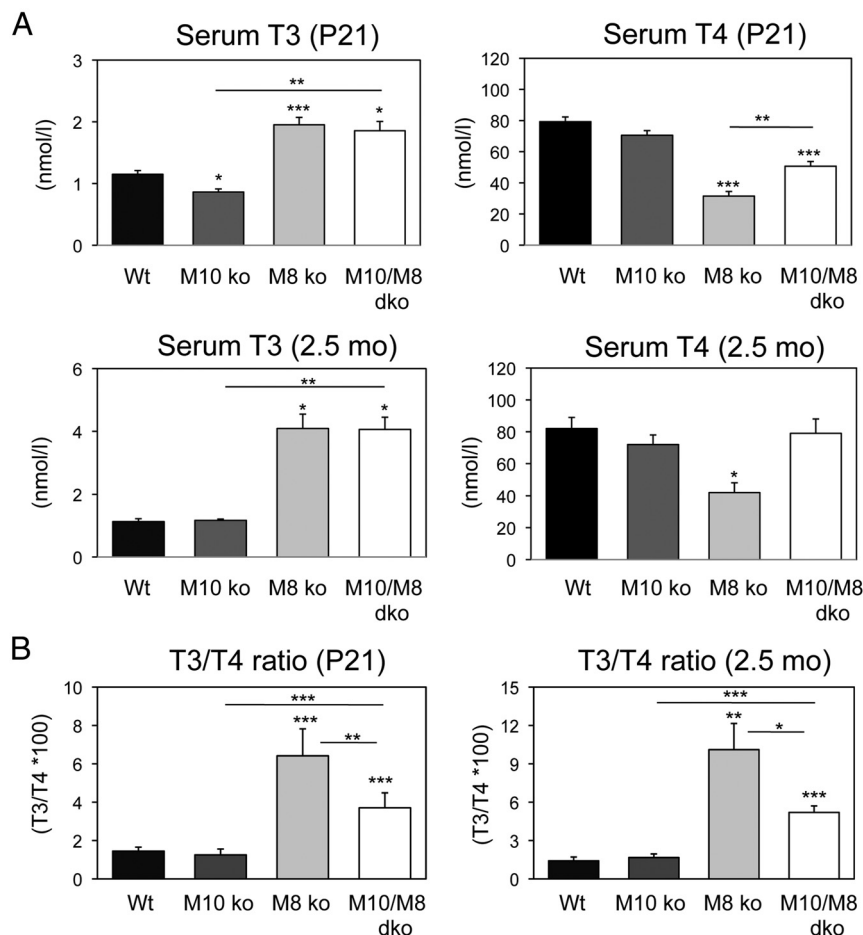 A
Serum T3 (P21)
(nmol/l)
3
2
1
0
**
*
***
*
Wt
M10 ko
M8 ko
M10/M8
dko
Serum T4 (P21)
(nmol/l)
120
100
80
60
40
20
0
**
***
***
Wt
M10 ko
M8 ko
M10/M8
dko
Serum T3 (2.5 mo)
(nmol/l)
6
4
2
0
**
*
*
Wt
M10 ko
M8 ko
M10/M8
dko
Serum T4 (2.5 mo)
(nmol/l)
120
100
80
60
40
20
0
*
Wt
M10 ko
M8 ko
M10/M8
dko
B
T3/T4 ratio (P21)
(T3/T4 *100)
10
8
6
4
2
0
***
***
**
***
Wt
M10 ko
M8 ko
M10/M8
dko
T3/T4 ratio (2.5 mo)
(T3/T4 *100)
15
12
9
6
3
0
***
**
*
***
Wt
M10 ko
M8 ko
M10/M8
dko